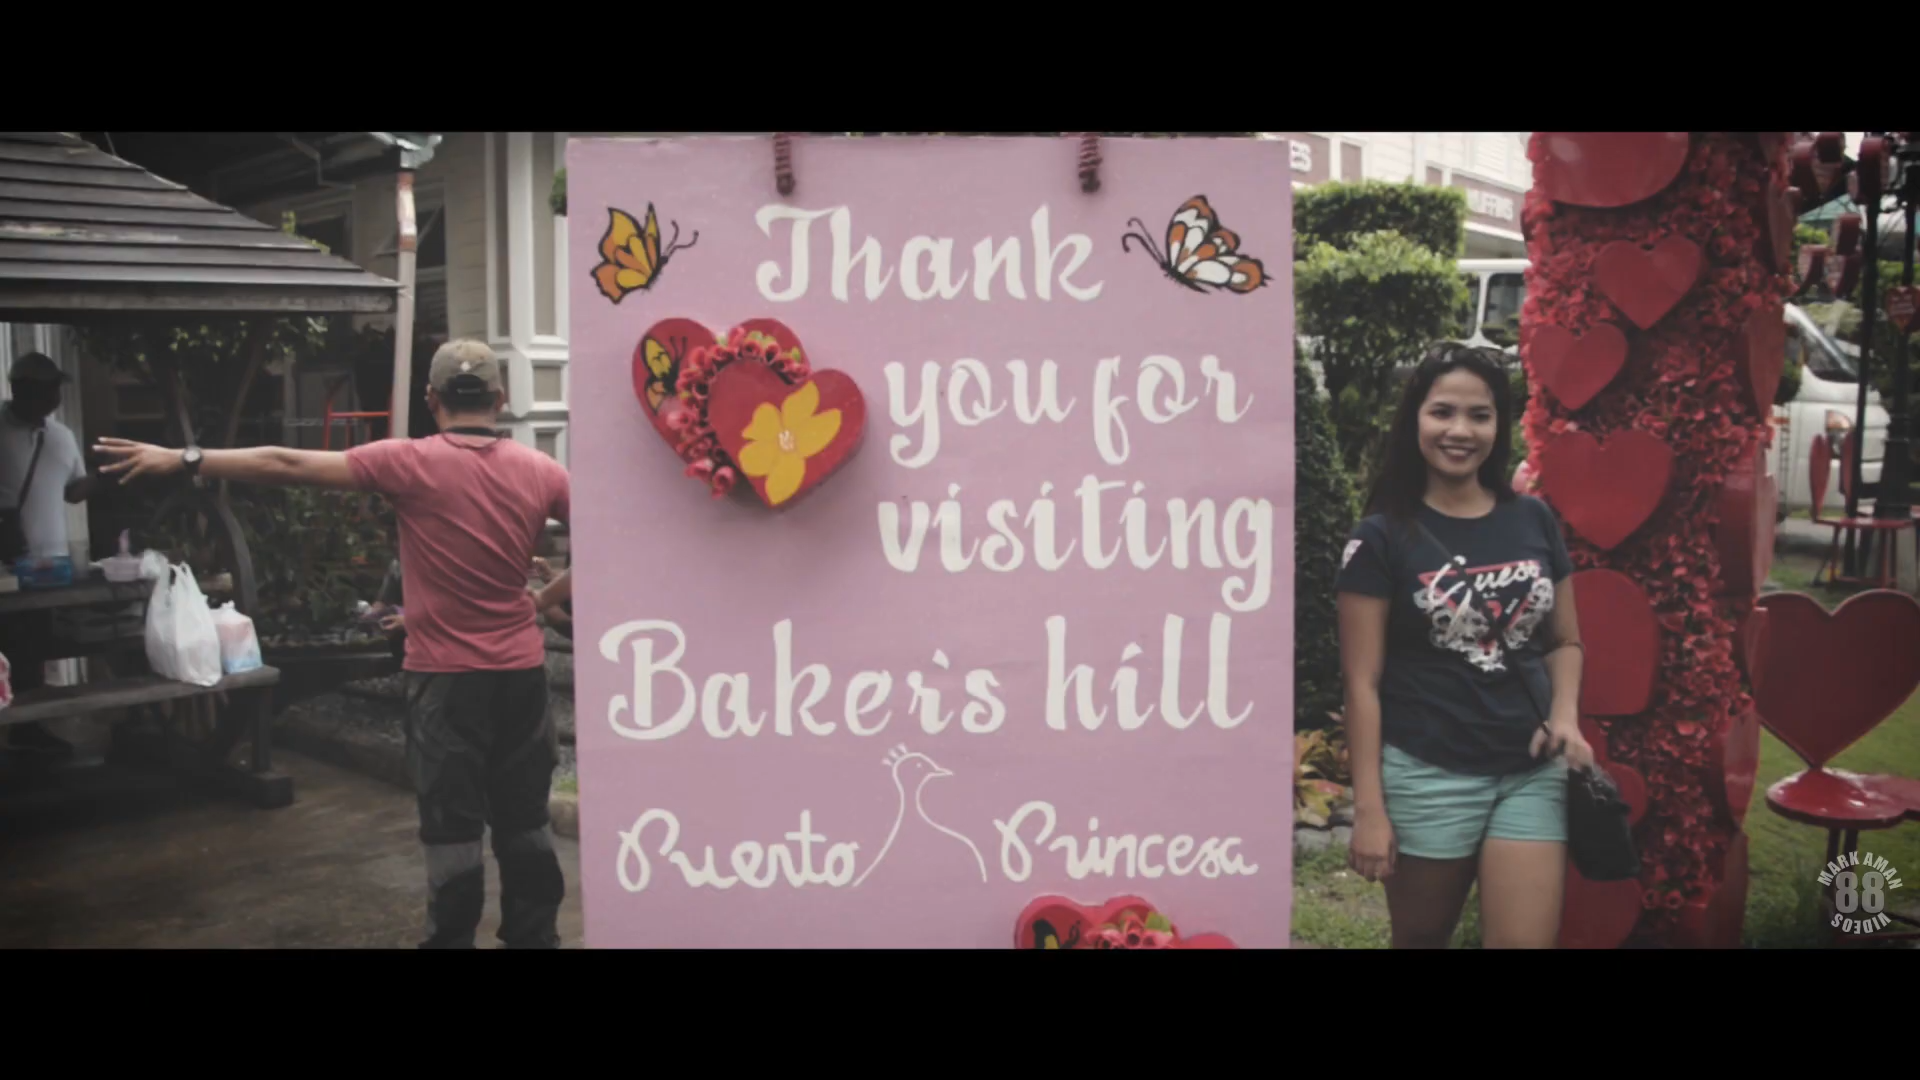 Thank
you for
visiting
Baker's hill
Puerto Princesa
Guess
MARK AMAN
88
VIDEOS